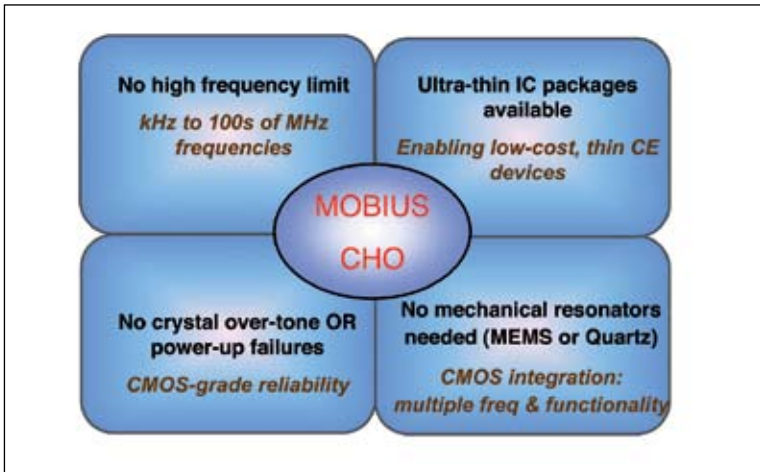 No high frequency limit
kHz to 100s of MHz
frequencies
Ultra-thin IC packages
available
Enabling low-cost, thin CE
devices
MOBIUS
CHO
No crystal over-tone OR
power-up failures
CMOS-grade reliability
No mechanical resonators
needed (MEMS or Quartz)
CMOS integration:
multiple freq & functionality